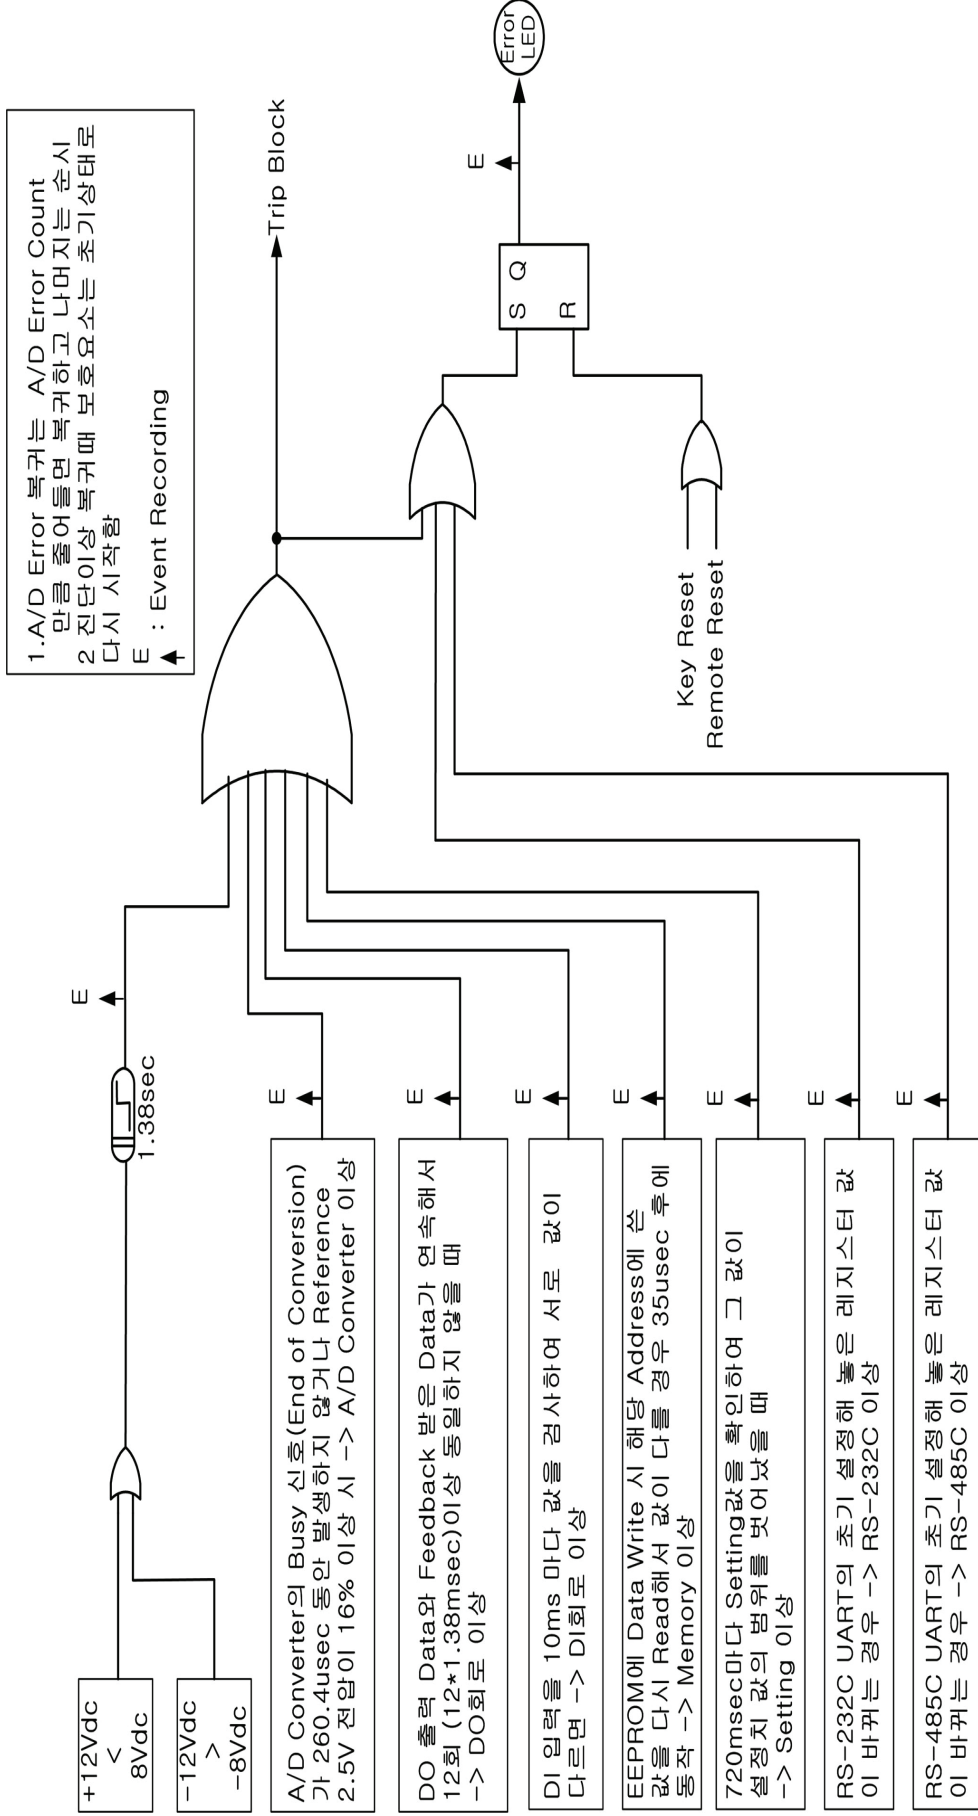 1.A/D Error 복귀는 A/D Error Count
만큼 줄어들면 복귀하고 나머지는 순시
2 진단이상 복귀때 보호요소는 초기상태로
다시 시작함
E
: Event Recording
+12Vdc
<
8Vdc
-12Vdc
>
-8Vdc
1.38sec
E
A/D Converter의 Busy 신호(End of Conversion)
가 260.4usec 동안 발생하지 않거나 Reference
2.5V 전압이 16% 이상 시 -> A/D Converter 이상
E
DO 출력 Data와 Feedback 받은 Data가 연속해서
12회 (12*1.38msec)이상 동일하지 않을 때
-> DO회로 이상
E
DI 입력을 10ms 마다 값을 검사하여 서로 값이
다르면 -> DI회로 이상
E
EEPROM에 Data Write 시 해당 Address에 쓴
값을 다시 Read해서 값이 다를 경우 35usec 후에
동작 -> Memory 이상
E
720msec마다 Setting값을 확인하여 그 값이
설정치 값의 범위를 벗어났을 때
-> Setting 이상
E
RS-232C UART의 초기 설정해 놓은 레지스터 값
이 바뀌는 경우 -> RS-232C 이상
E
RS-485C UART의 초기 설정해 놓은 레지스터 값
이 바뀌는 경우 -> RS-485C 이상
E
Trip Block
Key Reset
Remote Reset
S Q
R
E
Error
LED